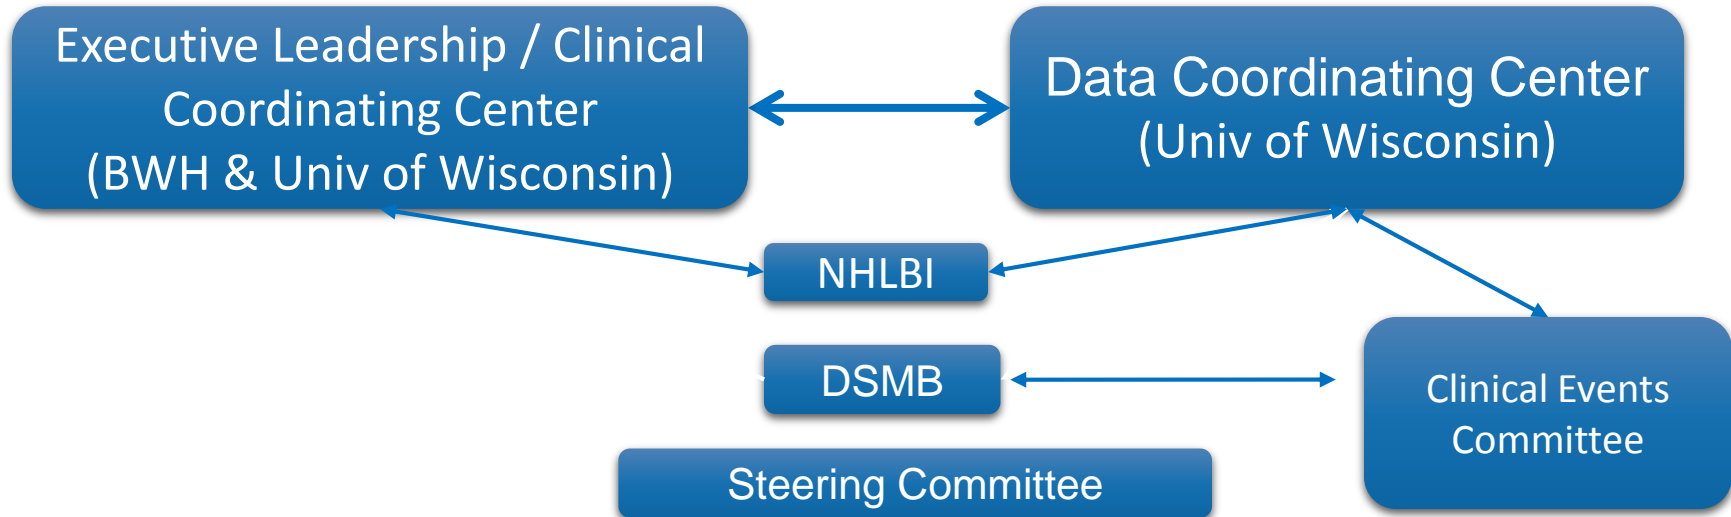 Executive Leadership / Clinical
Coordinating Center
(BWH & Univ of Wisconsin)
Data Coordinating Center
(Univ of Wisconsin)
NHLBI
DSMB
Clinical Events
Committee
Steering Committee